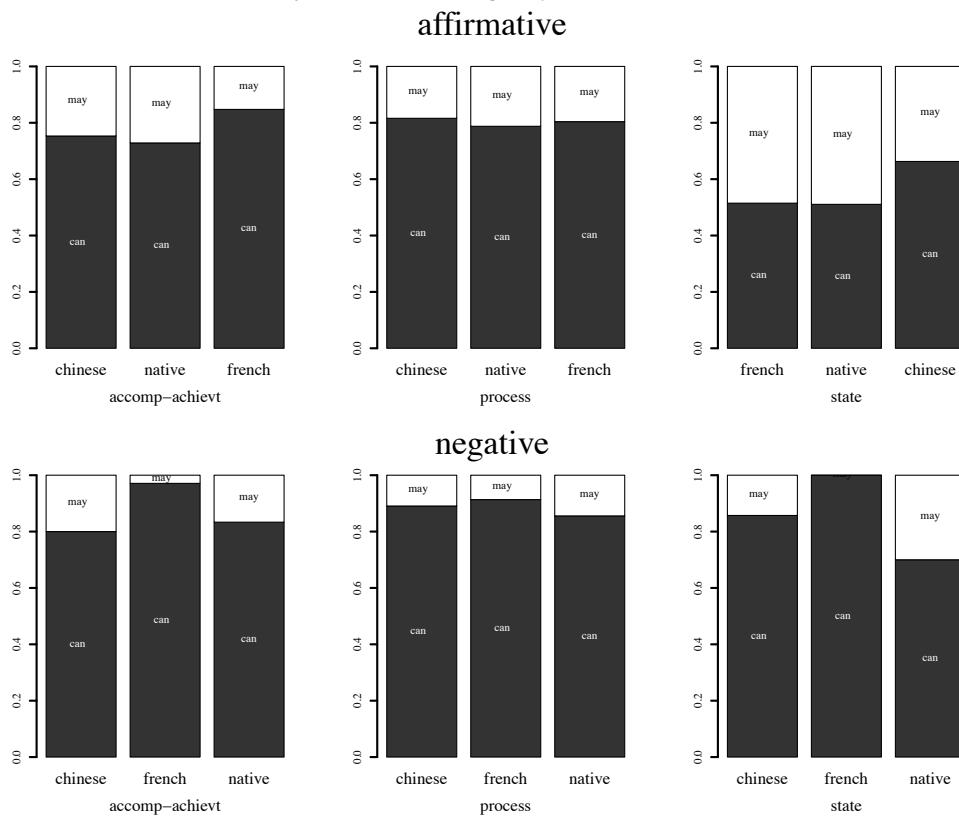 affirmative
1.0 0.8 0.6 0.4 0.2 0.0
may may may
can can can
chinese native french
accomp−achievt
1.0 0.8 0.6 0.4 0.2 0.0
may may may
can can can
chinese native french
process
1.0 0.8 0.6 0.4 0.2 0.0
may may may
can can can
french native chinese
state
negative
1.0 0.8 0.6 0.4 0.2 0.0
may may may
can can can
chinese french native
accomp−achievt
1.0 0.8 0.6 0.4 0.2 0.0
may may may
can can can
chinese french native
process
1.0 0.8 0.6 0.4 0.2 0.0
may may may
can can can
chinese french native
state